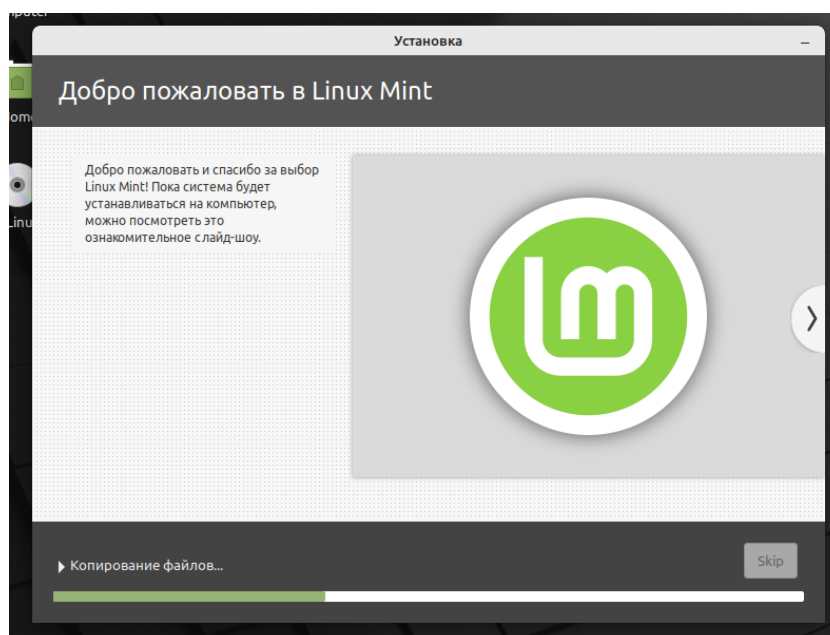 Установка
Добро пожаловать в Linux Mint
Добро пожаловать и спасибо за выбор
Linux Mint! Пока система будет
устанавливаться на компьютер,
можно посмотреть это
ознакомительное слайд-шоу.
Копирование файлов...
Skip